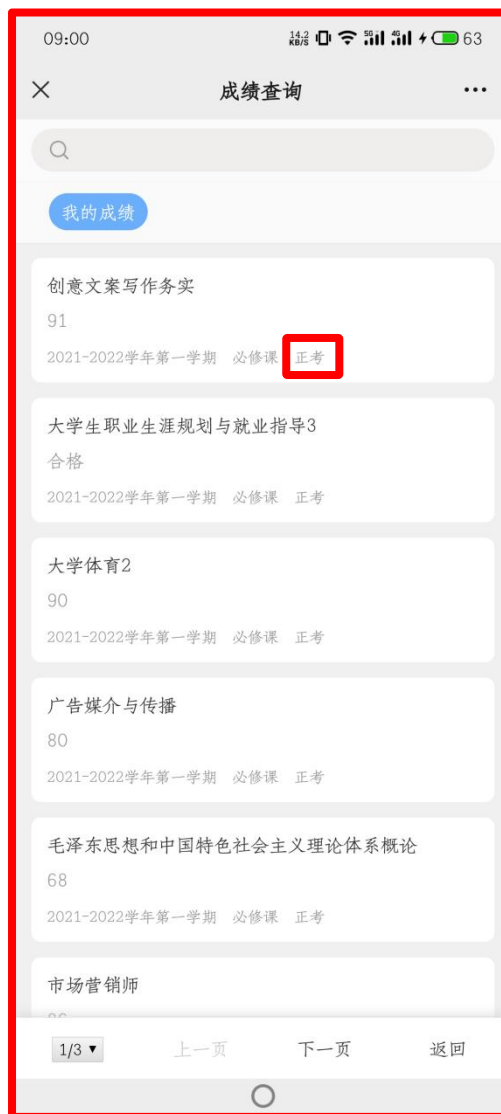 09:00 14.2 KB/S 5G 4G 63
成绩查询
我的成绩
创意文案写作务实
91
2021-2022学年第一学期 必修课 正考
大学生职业生涯规划与就业指导3
合格
2021-2022学年第一学期 必修课 正考
大学体育2
90
2021-2022学年第一学期 必修课 正考
广告媒介与传播
80
2021-2022学年第一学期 必修课 正考
毛泽东思想和中国特色社会主义理论体系概论
68
2021-2022学年第一学期 必修课 正考
市场营销师
1/3 上一页 下一页 返回